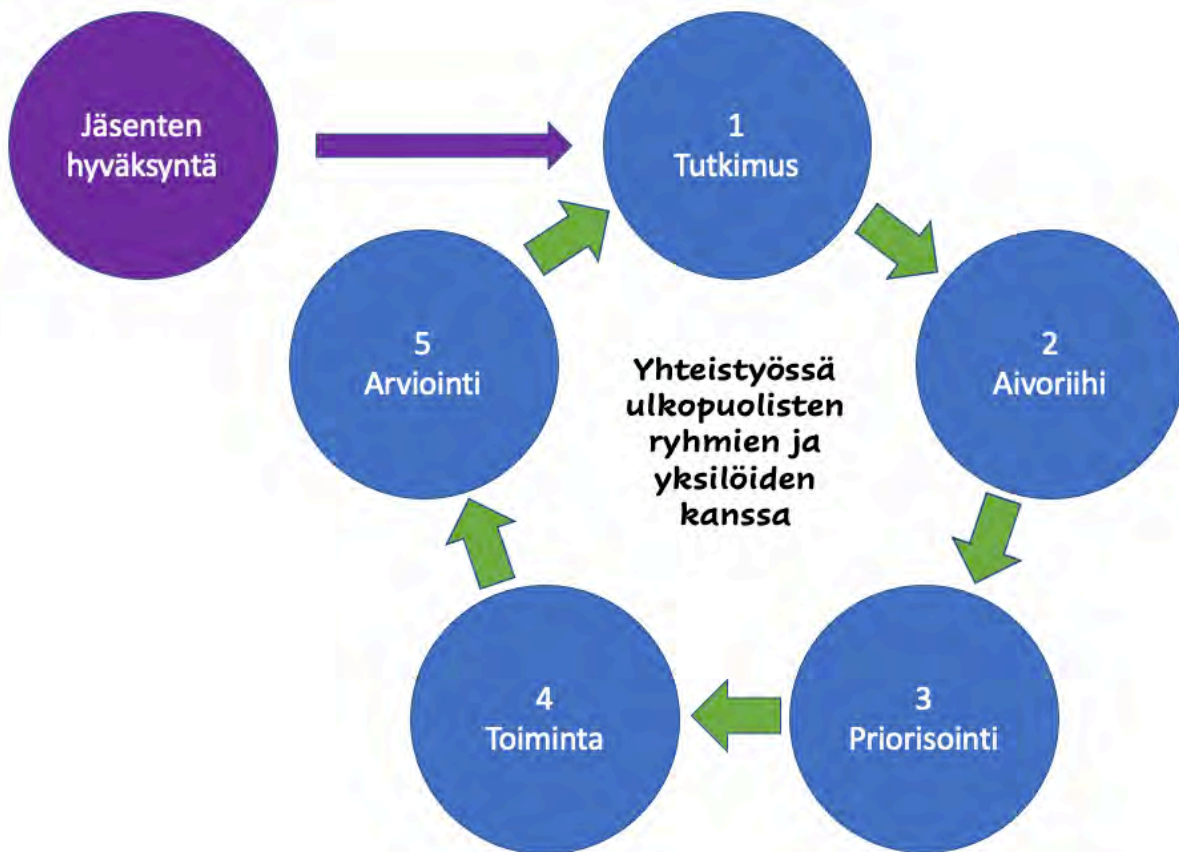 Jäsenten
hyväksyntä
1
Tutkimus
2
Aivoriihi
3
Priorisointi
4
Toiminta
5
Arviointi
Yhteistyössä
ulkopuolisten
ryhmien ja
yksilöiden
kanssa